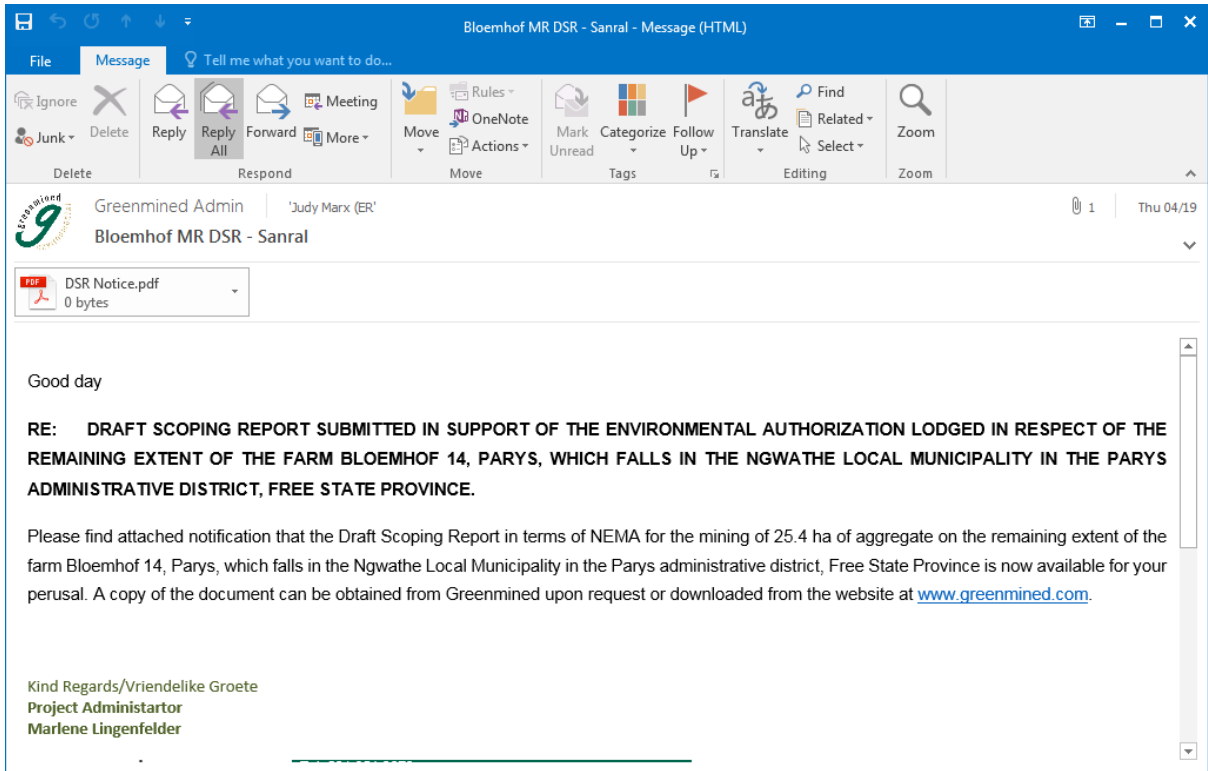 Bloemhof MR DSR - Sanral - Message (HTML)
File Message Tell me what you want to do...
Ignore
Junk
Delete
Reply
Reply All
Forward
Meeting
More
Move
Rules
OneNote
Actions
Mark Unread
Categorize
Follow Up
Translate
Find
Related
Select
Zoom
Delete Respond Move Tags Editing Zoom
Greenmined Admin 'Judy Marx (ER' 1 Thu 04/19
Bloemhof MR DSR - Sanral
PDF DSR Notice.pdf
0 bytes
Good day
RE: DRAFT SCOPING REPORT SUBMITTED IN SUPPORT OF THE ENVIRONMENTAL AUTHORIZATION LODGED IN RESPECT OF THE
REMAINING EXTENT OF THE FARM BLOEMHOF 14, PARYS, WHICH FALLS IN THE NGWATHE LOCAL MUNICIPALITY IN THE PARYS
ADMINISTRATIVE DISTRICT, FREE STATE PROVINCE.
Please find attached notification that the Draft Scoping Report in terms of NEMA for the mining of 25.4 ha of aggregate on the remaining extent of the
farm Bloemhof 14, Parys, which falls in the Ngwathe Local Municipality in the Parys administrative district, Free State Province is now available for your
perusal. A copy of the document can be obtained from Greenmined upon request or downloaded from the website at www.greenmined.com.
Kind Regards/Vriendelike Groete
Project Administartor
Marlene Lingenfelder